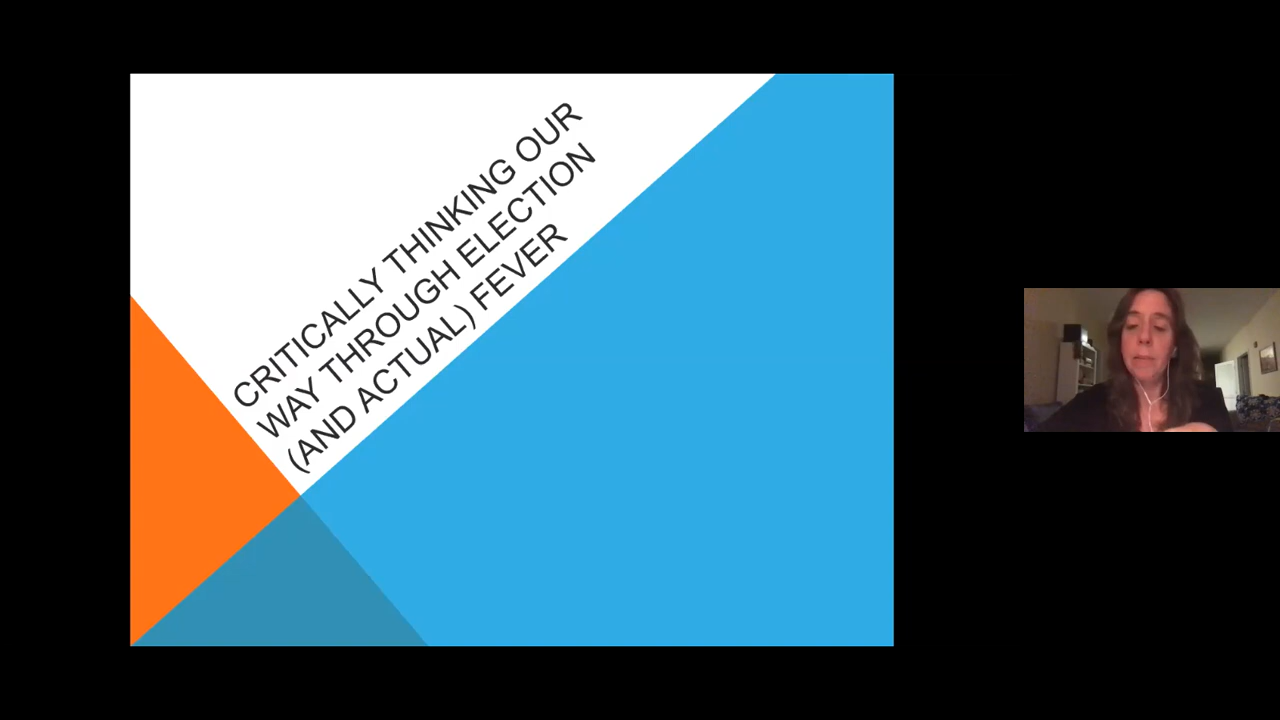 CRITICALLY THINKING OUR
WAY THROUGH ELECTION
(AND ACTUAL) FEVER